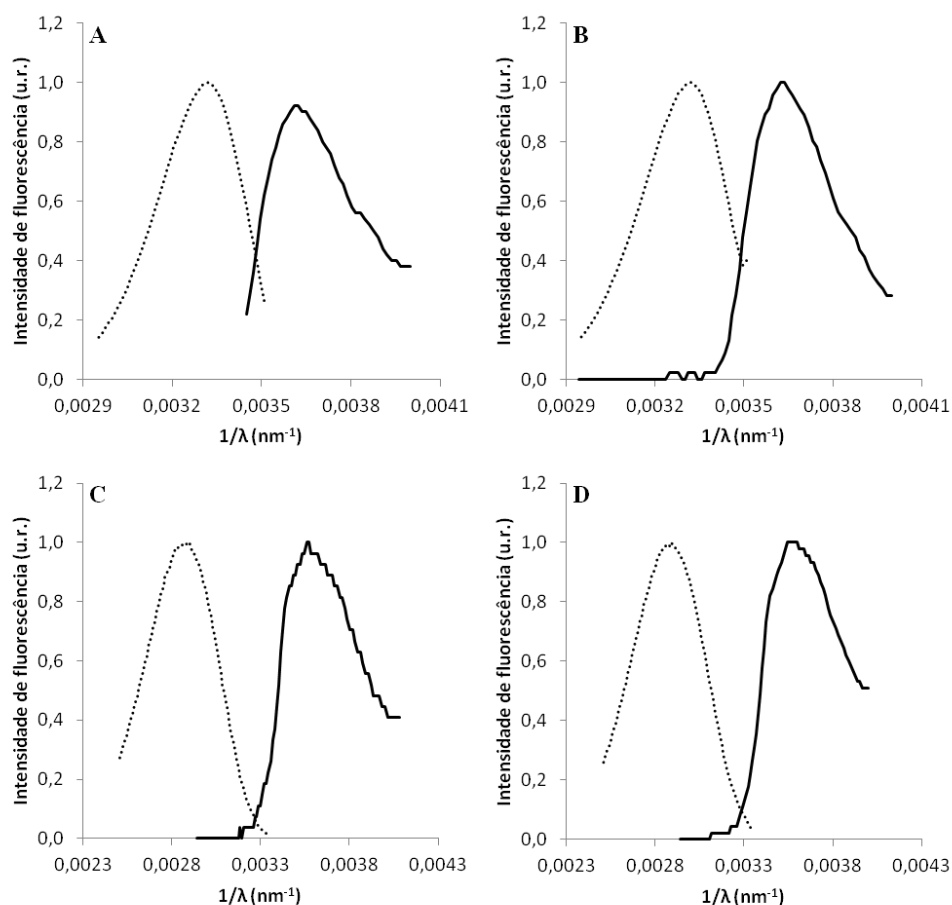 A
Intensidade de fluorescência (u.r.)
1,2
1,0
0,8
0,6
0,4
0,2
0,0
0,0029 0,0032 0,0035 0,0038 0,0041
1/λ (nm⁻¹)
B
Intensidade de fluorescência (u.r.)
1,2
1,0
0,8
0,6
0,4
0,2
0,0
0,0029 0,0032 0,0035 0,0038 0,0041
1/λ (nm⁻¹)
C
Intensidade de fluorescência (u.r.)
1,2
1,0
0,8
0,6
0,4
0,2
0,0
0,0023 0,0028 0,0033 0,0038 0,0043
1/λ (nm⁻¹)
D
Intensidade de fluorescência (u.r.)
1,2
1,0
0,8
0,6
0,4
0,2
0,0
0,0023 0,0028 0,0033 0,0038 0,0043
1/λ (nm⁻¹)